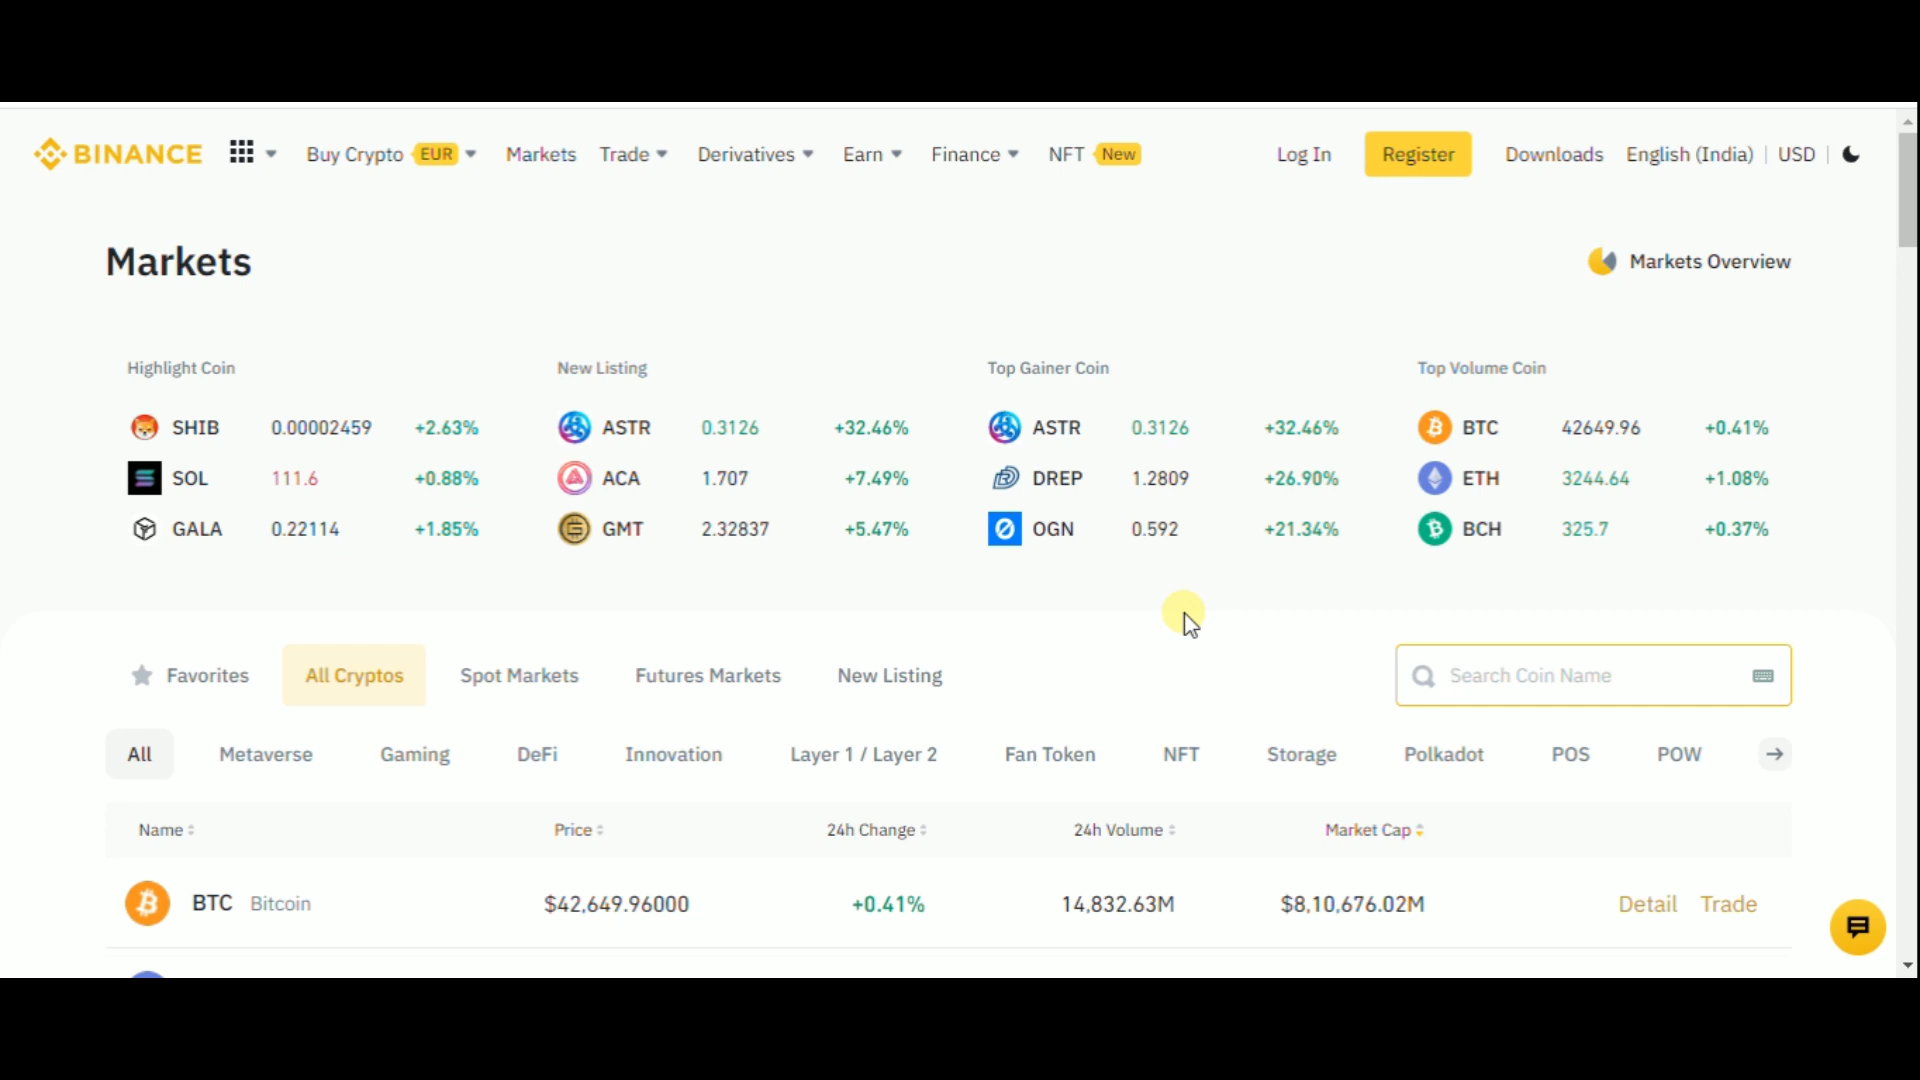 BINANCE Buy Crypto EUR Markets Trade Derivatives Earn Finance NFT New Log In Register Downloads English (India) USD
Markets
Markets Overview
Highlight Coin New Listing Top Gainer Coin Top Volume Coin
SHIB 0.00002459 +2.63% ASTR 0.3126 +32.46% ASTR 0.3126 +32.46% BTC 42649.96 +0.41%
SOL 111.6 +0.88% ACA 1.707 +7.49% DREP 1.2809 +26.90% ETH 3244.64 +1.08%
GALA 0.22114 +1.85% GMT 2.32837 +5.47% OGN 0.592 +21.34% BCH 325.7 +0.37%
Favorites All Cryptos Spot Markets Futures Markets New Listing Search Coin Name
All Metaverse Gaming DeFi Innovation Layer 1 / Layer 2 Fan Token NFT Storage Polkadot POS POW
Name Price 24h Change 24h Volume Market Cap
BTC Bitcoin $42,649.96000 +0.41% 14,832.63M $8,10,676.02M Detail Trade